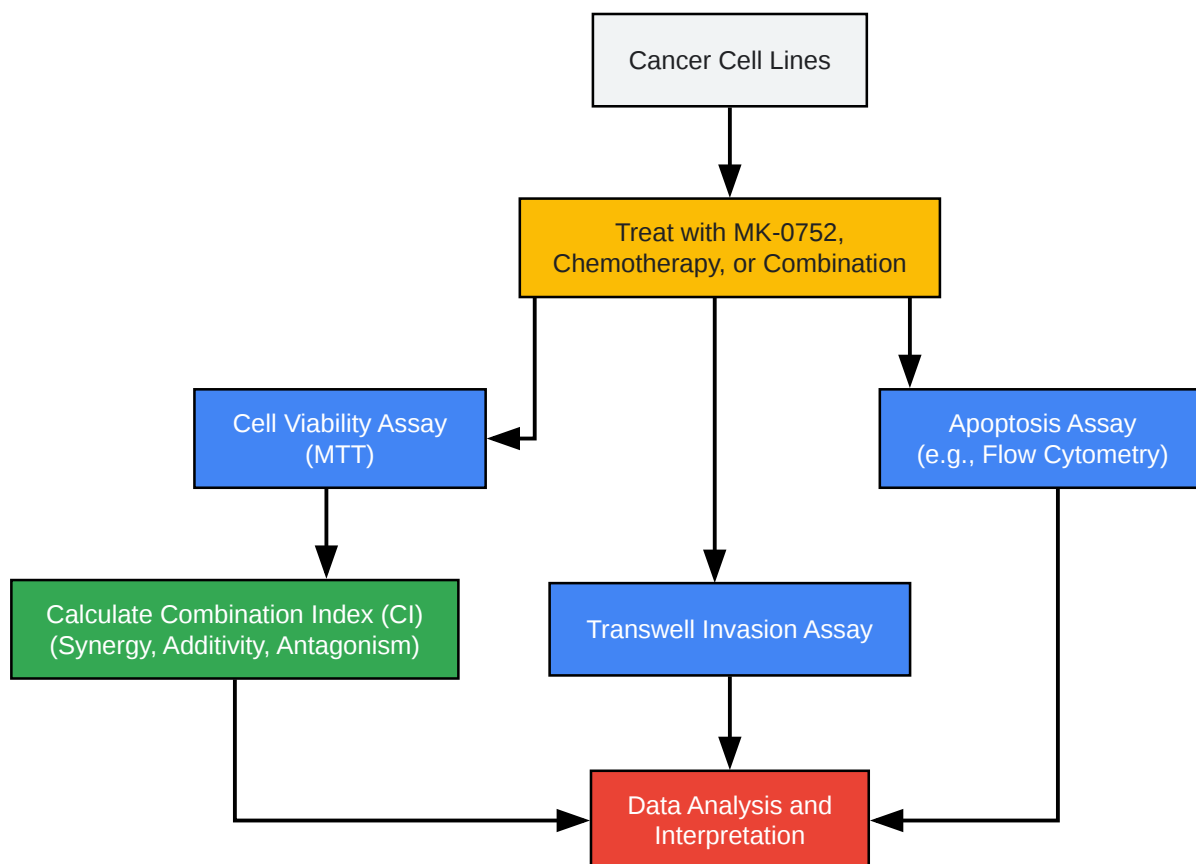 Cancer Cell Lines
Treat with MK-0752,
Chemotherapy, or Combination
Cell Viability Assay
(MTT)
Apoptosis Assay
(e.g., Flow Cytometry)
Calculate Combination Index (CI)
(Synergy, Additivity, Antagonism)
Transwell Invasion Assay
Data Analysis and
Interpretation